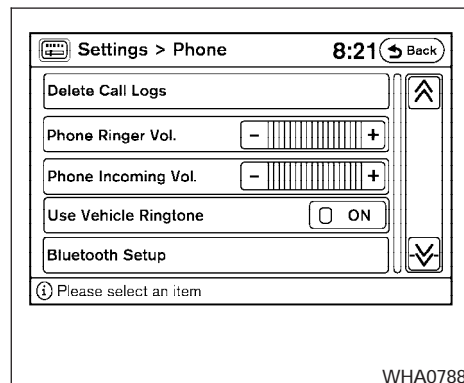 Settings > Phone 8:21 Back
Delete Call Logs
Phone Ringer Vol. - +
Phone Incoming Vol. - +
Use Vehicle Ringtone ON
Bluetooth Setup
i Please select an item
WHA0788